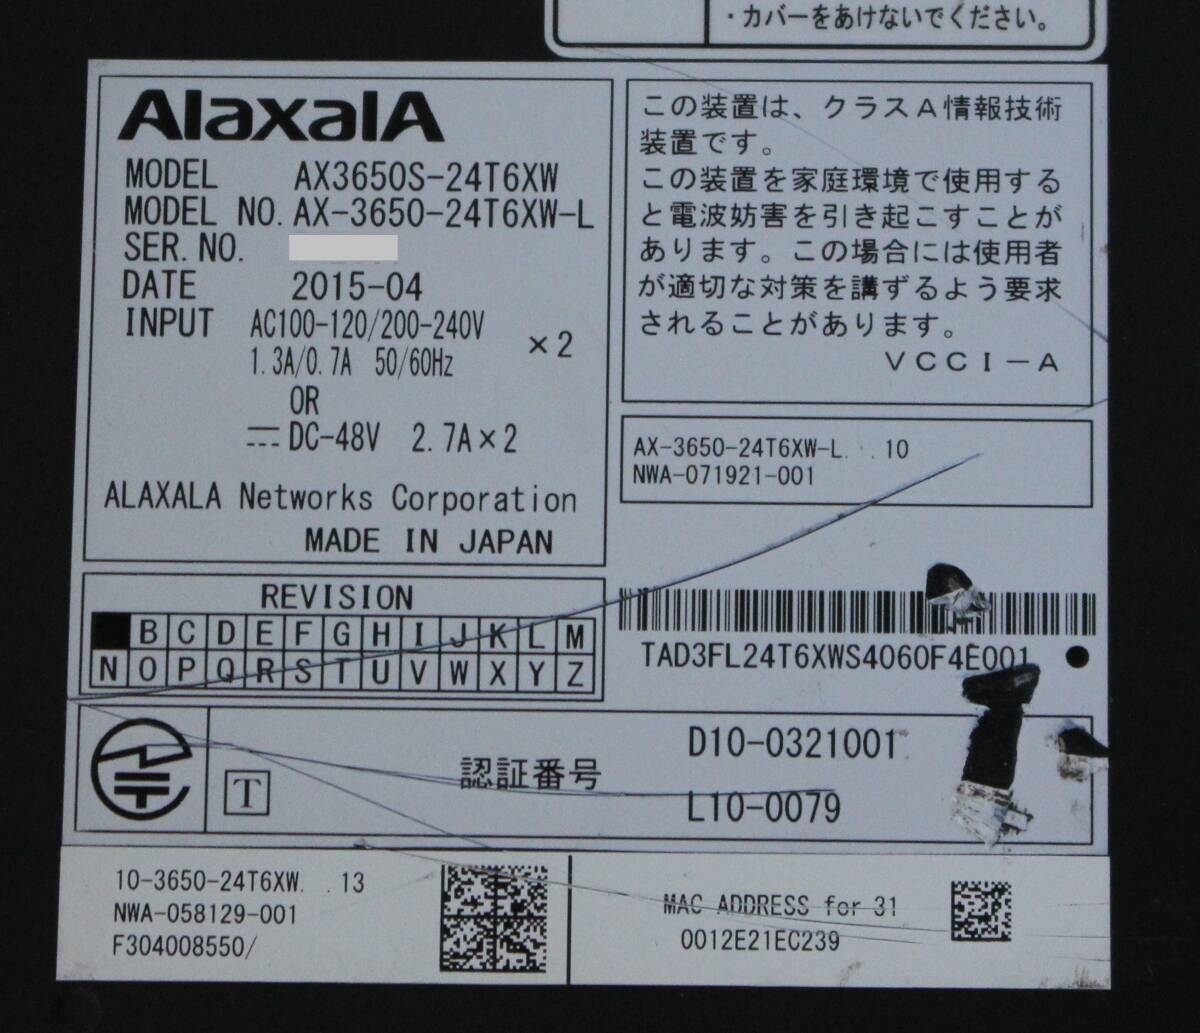 ・カバーをあけないでください。
AlaxalA
MODEL AX3650S-24T6XW
MODEL NO. AX-3650-24T6XW-L
SER. NO.
DATE 2015-04
INPUT AC100-120/200-240V
1.3A/0.7A 50/60Hz ×2
OR
DC-48V 2.7A×2
ALAXALA Networks Corporation
MADE IN JAPAN
この装置は、クラスA情報技術
装置です。
この装置を家庭環境で使用する
と電波妨害を引き起こすことが
あります。この場合には使用者
が適切な対策を講ずるよう要求
されることがあります。
VCCI-A
AX-3650-24T6XW-L. .10
NWA-071921-001
REVISION
B C D E F G H I J K L M
N O P Q R S T U V W X Y Z
TAD3FL24T6XWS4060F4E001
T
認証番号
D10-0321001
L10-0079
10-3650-24T6XW. .13
NWA-058129-001
F304008550/
MAC ADDRESS for 31
0012E21EC239